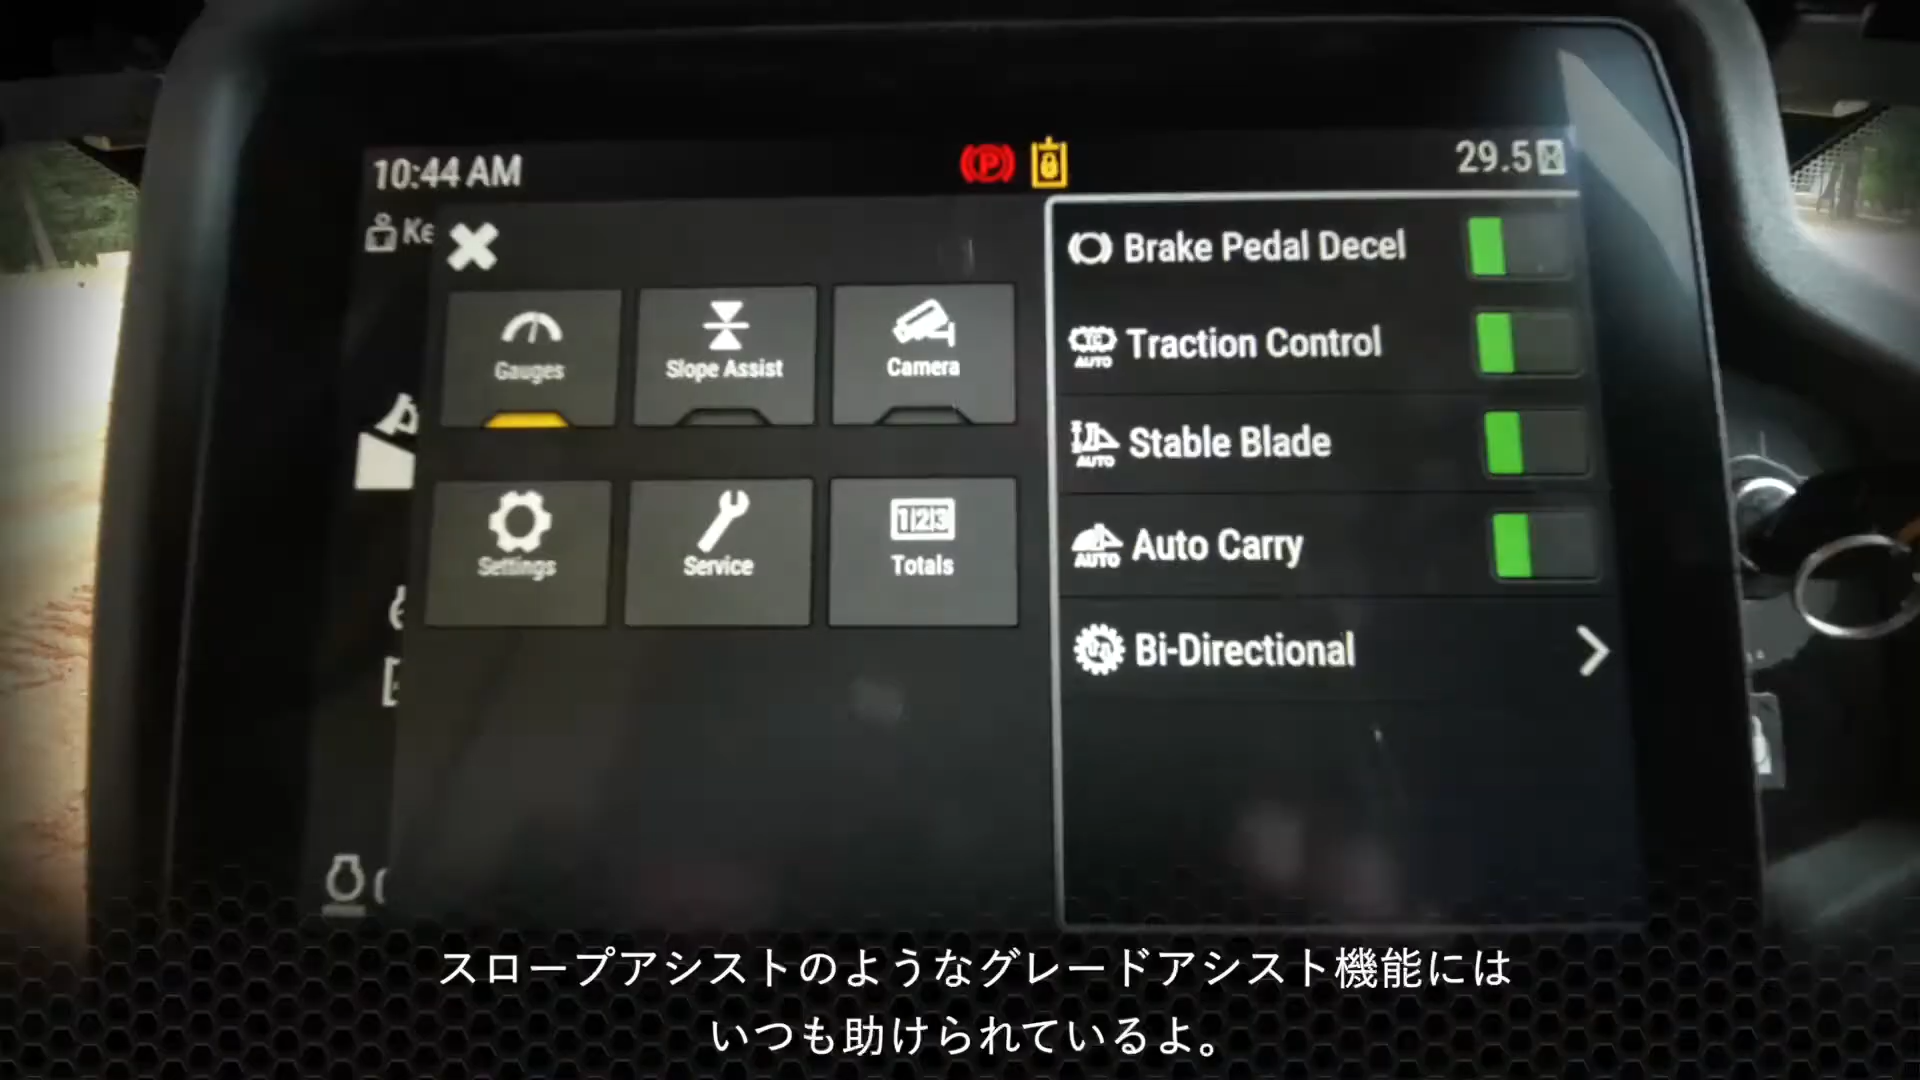 10:44 AM
29.5
Ke
Gauges
Slope Assist
Camera
Settings
Service
123
Totals
Brake Pedal Decel
TC AUTO
Traction Control
AUTO
Stable Blade
AUTO
Auto Carry
Bi-Directional
スロープアシストのようなグレードアシスト機能には
いつも助けられているよ。